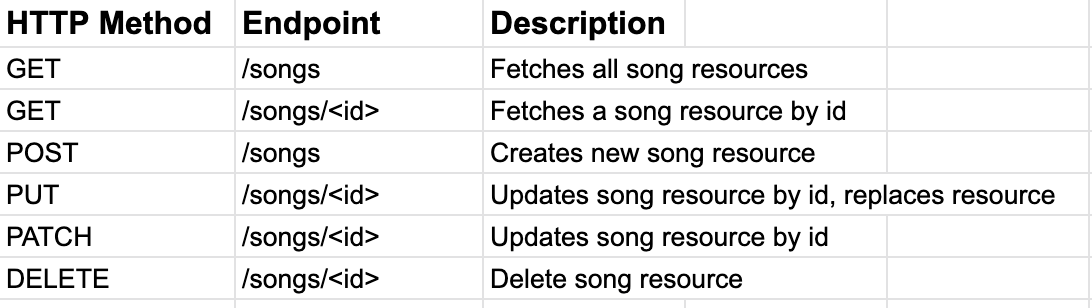 HTTP Method Endpoint Description
GET /songs Fetches all song resources
GET /songs/<id> Fetches a song resource by id
POST /songs Creates new song resource
PUT /songs/<id> Updates song resource by id, replaces resource
PATCH /songs/<id> Updates song resource by id
DELETE /songs/<id> Delete song resource